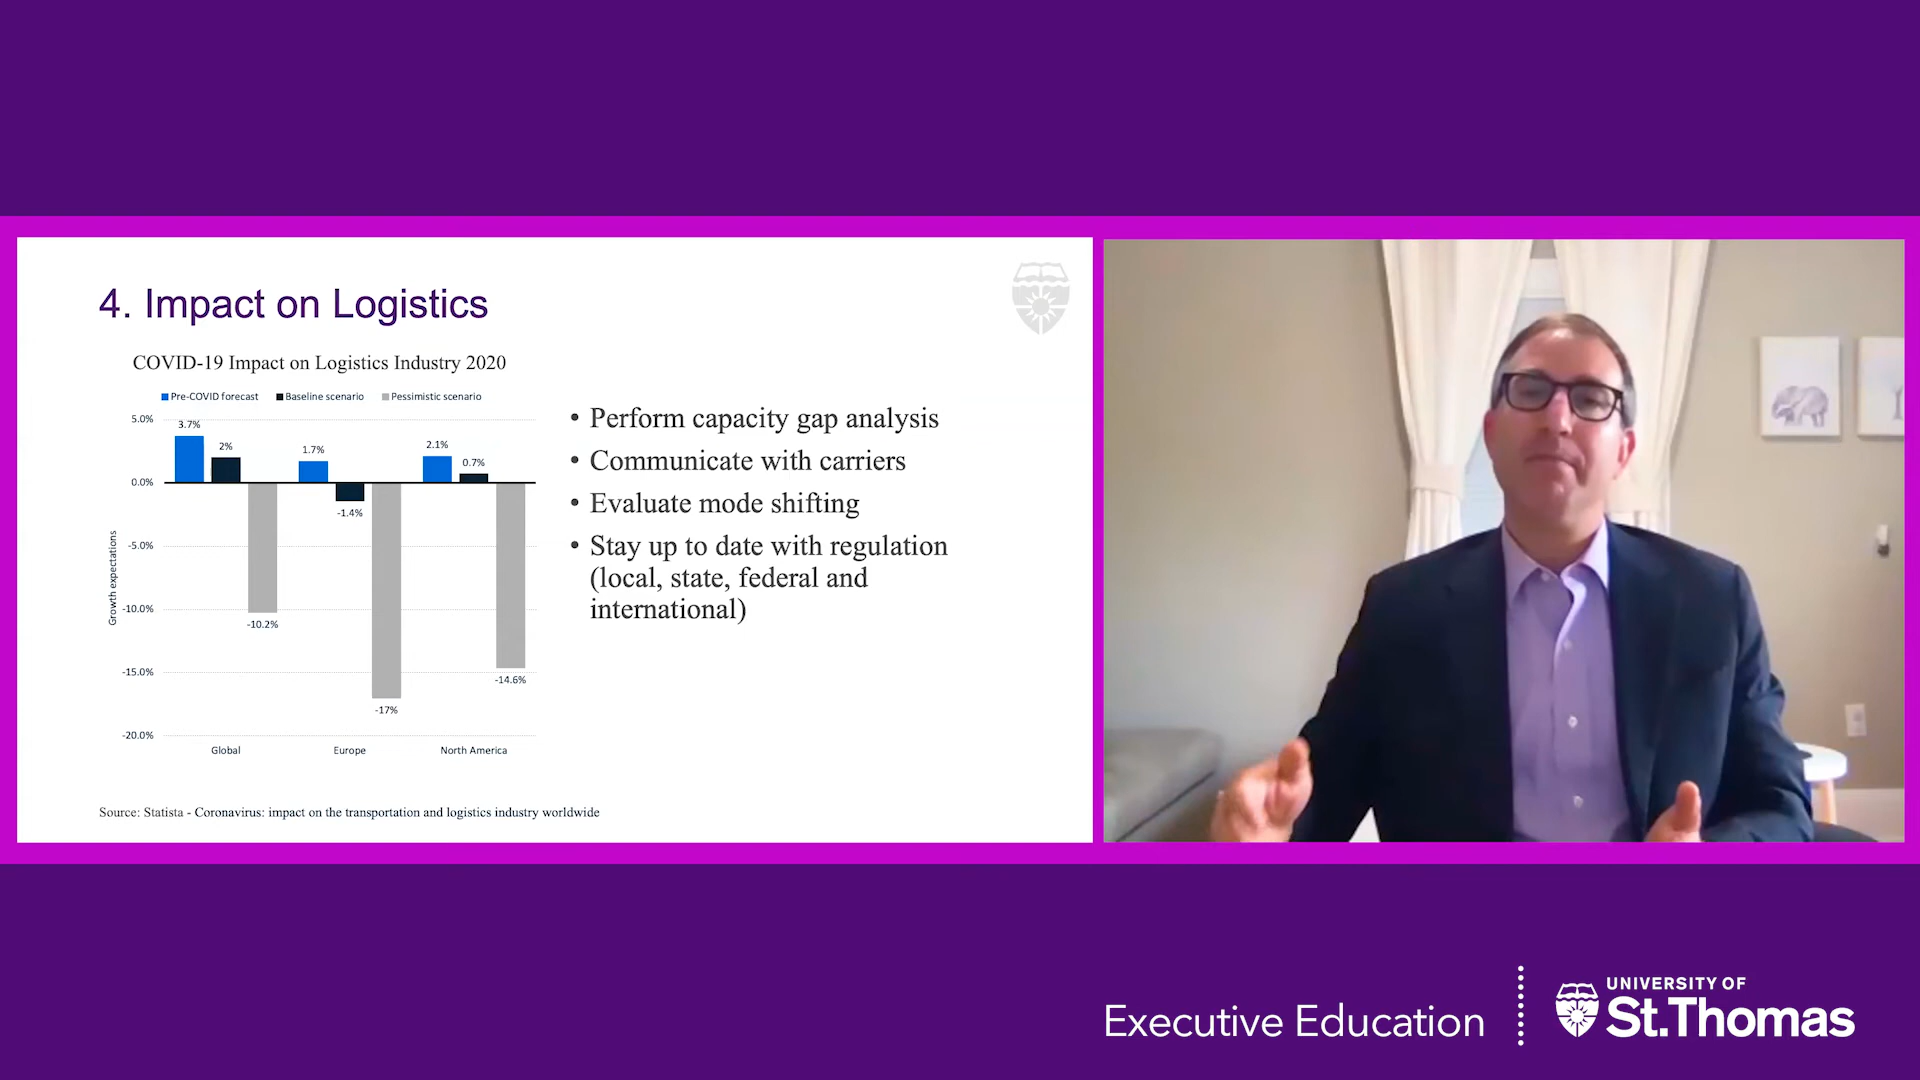 4. Impact on Logistics
COVID-19 Impact on Logistics Industry 2020
Pre-COVID forecast Baseline scenario Pessimistic scenario
5.0%
0.0%
-5.0%
-10.0%
-15.0%
-20.0%
Growth expectations
3.7%
2%
-10.2%
1.7%
-1.4%
-17%
2.1%
0.7%
-14.6%
Global Europe North America
• Perform capacity gap analysis
• Communicate with carriers
• Evaluate mode shifting
• Stay up to date with regulation
(local, state, federal and
international)
Source: Statista - Coronavirus: impact on the transportation and logistics industry worldwide
Executive Education
UNIVERSITY OF
St.Thomas